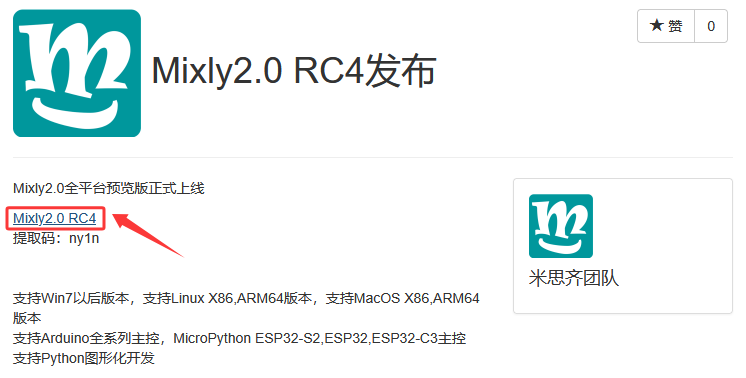 ★ 赞 0
Mixly2.0 RC4发布
Mixly2.0全平台预览版正式上线
Mixly2.0 RC4
提取码：ny1n
米思齐团队
支持Win7以后版本，支持Linux X86,ARM64版本，支持MacOS X86,ARM64
版本
支持Arduino全系列主控，MicroPython ESP32-S2,ESP32,ESP32-C3主控
支持Python图形化开发